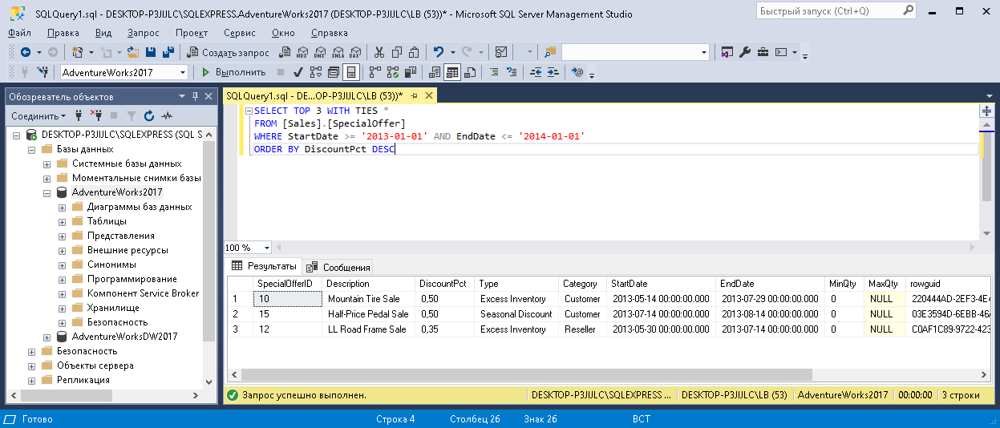 SQLQuery1.sql - DESKTOP-P3JIJLC\SQLEXPRESS.AdventureWorks2017 (DESKTOP-P3JIJLC\LB (53))* - Microsoft SQL Server Management Studio
Быстрый запуск (Ctrl+Q)
Файл Правка Вид Запрос Проект Сервис Окно Справка
Создать запрос MDX DMX XMLA DAX
AdventureWorks2017 Выполнить
Обозреватель объектов
SQLQuery1.sql - DE...OP-P3JIJLC\LB (53))*
Соединить
DESKTOP-P3JIJLC\SQLEXPRESS (SQL S
Базы данных
Системные базы данных
Моментальные снимки базы
AdventureWorks2017
Диаграммы баз данных
Таблицы
Представления
Внешние ресурсы
Синонимы
Программирование
Компонент Service Broker
Хранилище
Безопасность
AdventureWorksDW2017
Безопасность
Объекты сервера
Репликация
SELECT TOP 3 WITH TIES *
FROM [Sales].[SpecialOffer]
WHERE StartDate >= '2013-01-01' AND EndDate <= '2014-01-01'
ORDER BY DiscountPct DESC
100 %
Результаты Сообщения
SpecialOfferID Description DiscountPct Type Category StartDate EndDate MinQty MaxQty rowguid
1 10 Mountain Tire Sale 0,50 Excess Inventory Customer 2013-05-14 00:00:00.000 2013-07-29 00:00:00.000 0 NULL 220444AD-2EF3-4E4
2 15 Half-Price Pedal Sale 0,50 Seasonal Discount Customer 2013-07-14 00:00:00.000 2013-08-14 00:00:00.000 0 NULL 03E3594D-6EBB-46A
3 12 LL Road Frame Sale 0,35 Excess Inventory Reseller 2013-05-30 00:00:00.000 2013-07-14 00:00:00.000 0 NULL C0AF1C89-9722-423
Запрос успешно выполнен. DESKTOP-P3JIJLC\SQLEXPRESS ... DESKTOP-P3JIJLC\LB (53) AdventureWorks2017 00:00:00 3 строки
Готово Строка 4 Столбец 26 Знак 26 ВСТ